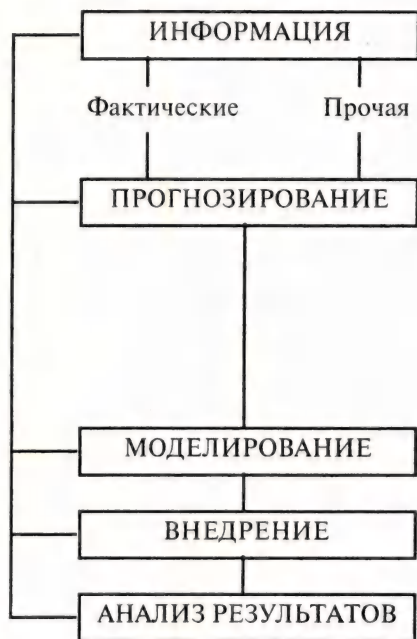 ИНФОРМАЦИЯ
Фактические Прочая
ПРОГНОЗИРОВАНИЕ
МОДЕЛИРОВАНИЕ
ВНЕДРЕНИЕ
АНАЛИЗ РЕЗУЛЬТАТОВ